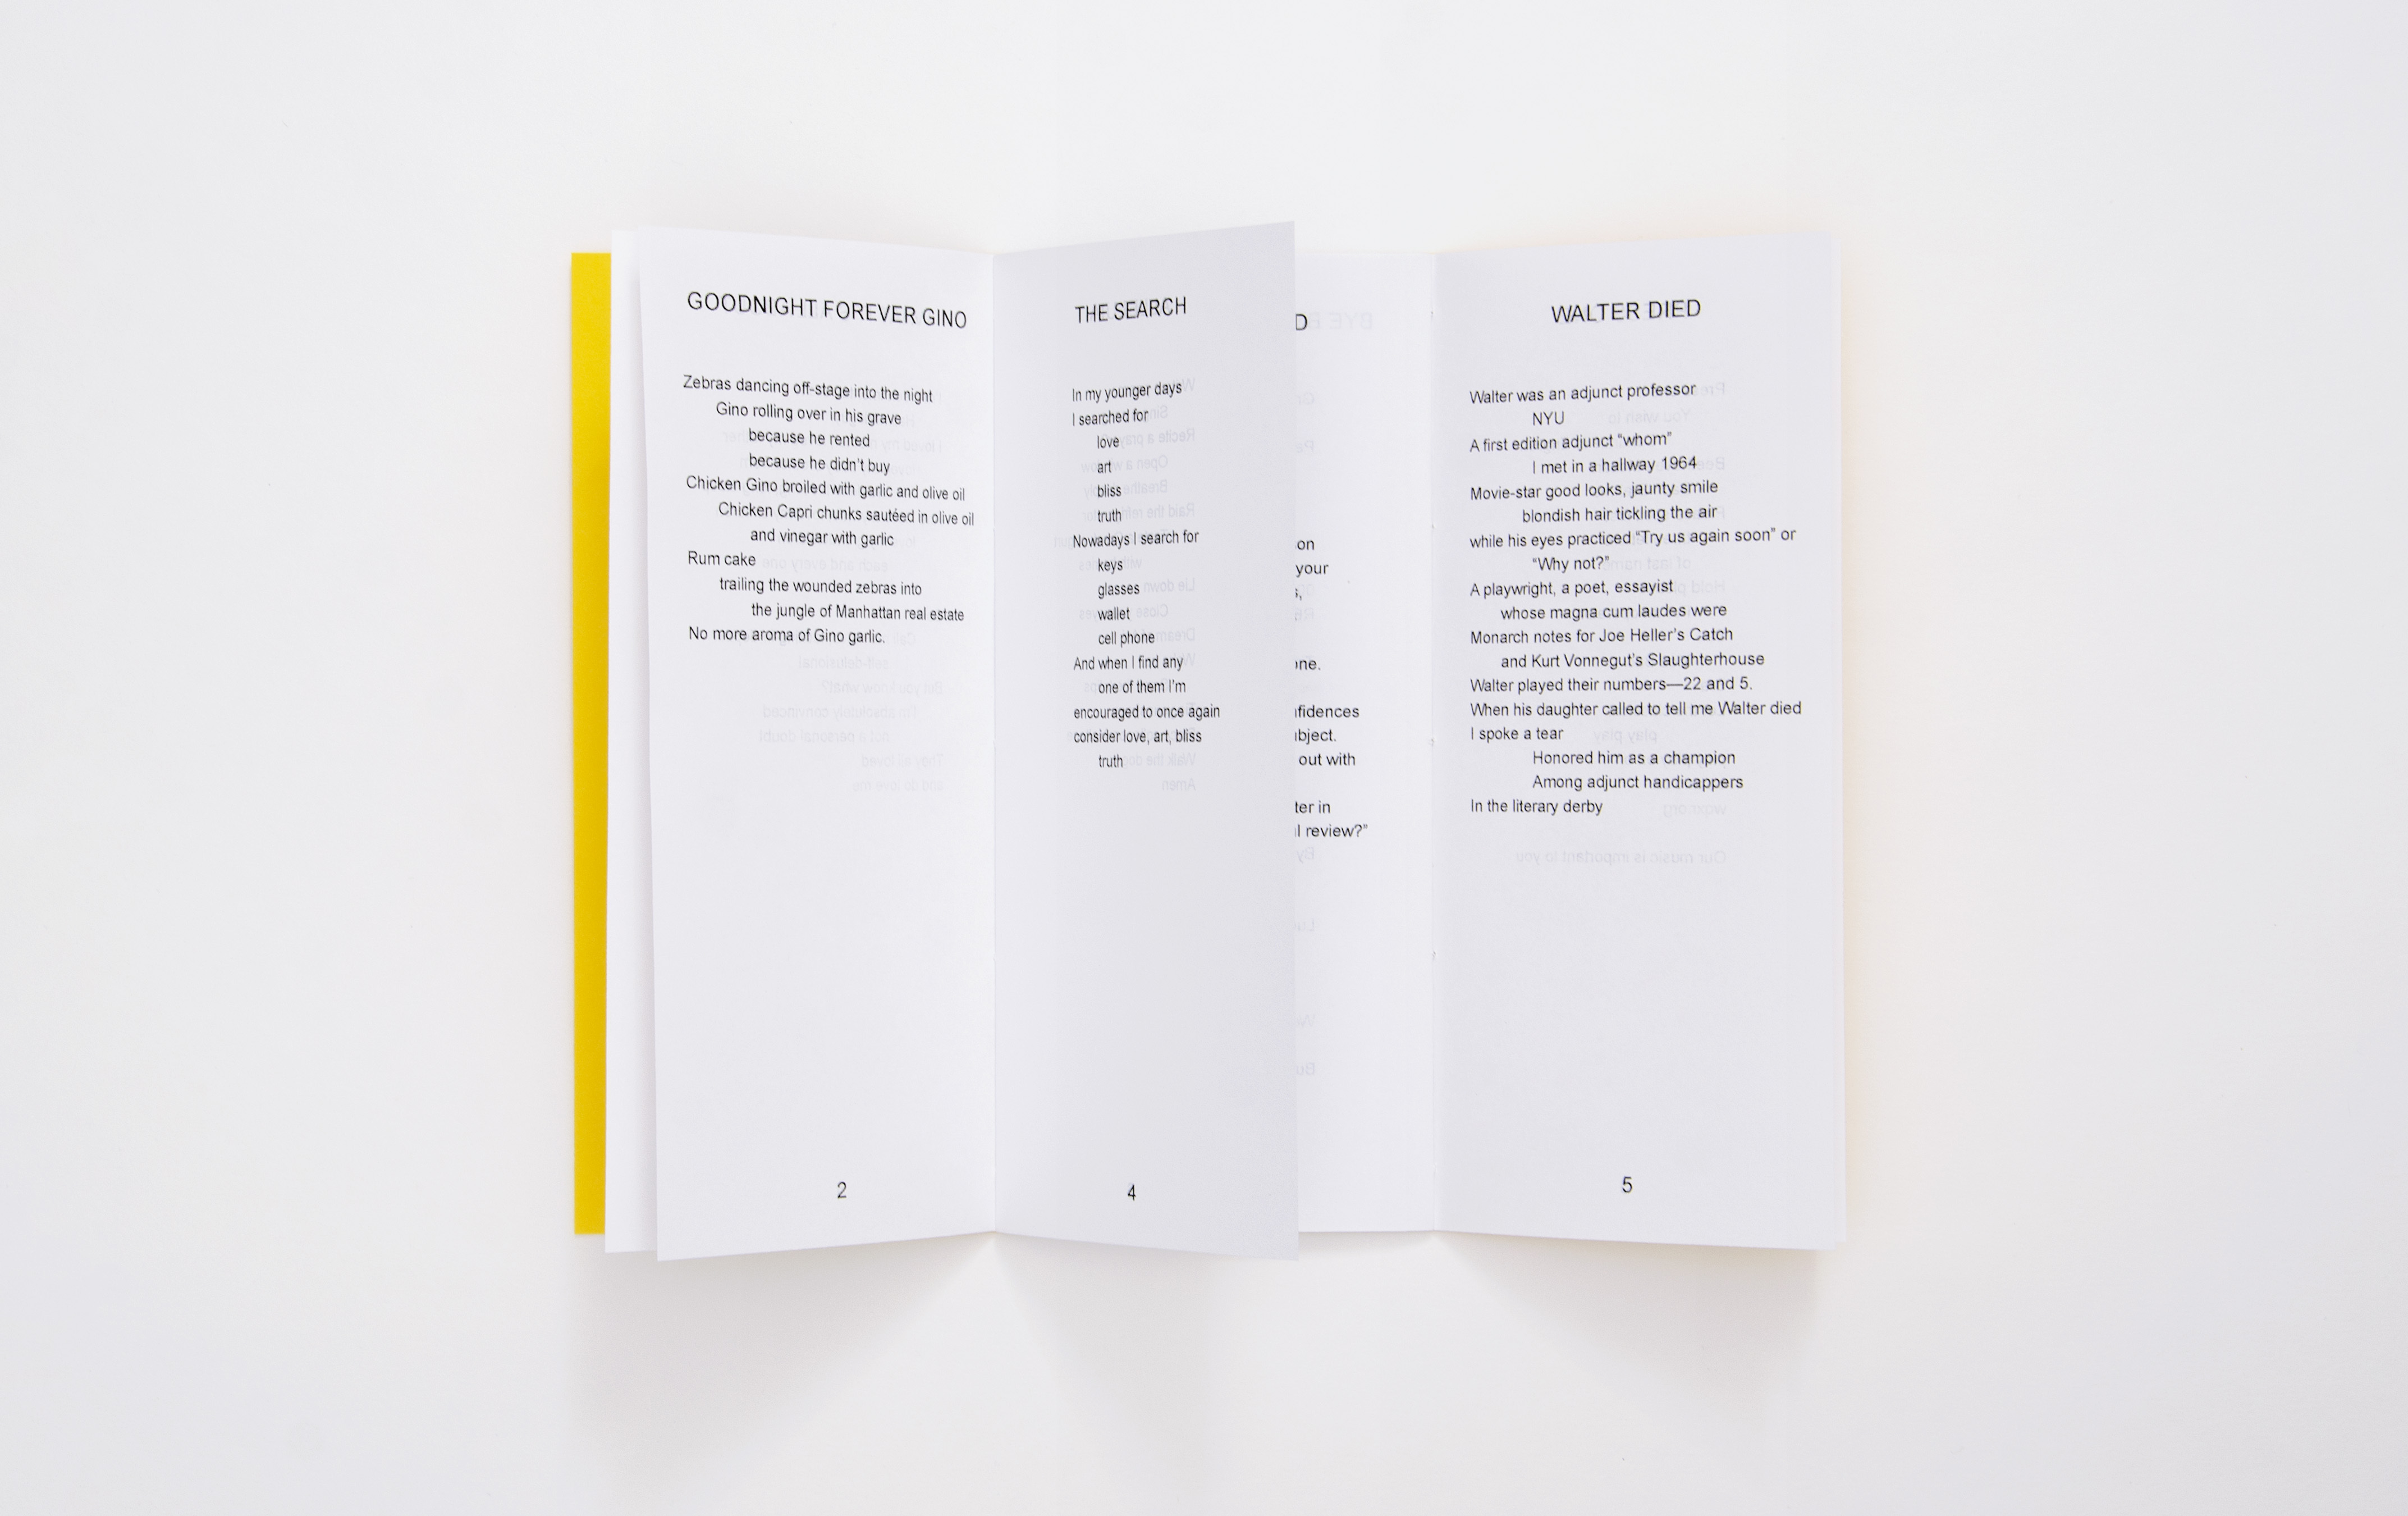 GOODNIGHT FOREVER GINO
Zebras dancing off-stage into the night
Gino rolling over in his grave
because he rented
because he didn't buy
Chicken Gino broiled with garlic and olive oil
Chicken Capri chunks sautéed in olive oil
and vinegar with garlic
Rum cake
trailing the wounded zebras into
the jungle of Manhattan real estate
No more aroma of Gino garlic.
2
THE SEARCH
In my younger days
I searched for
love
art
bliss
truth
Nowadays I search for
keys
glasses
wallet
cell phone
And when I find any
one of them I'm
encouraged to once again
consider love, art, bliss
truth
4
D
on
your
one.
ject.
out with
ter in
review?”
WALTER DIED
Walter was an adjunct professor
NYU
A first edition adjunct “whom”
I met in a hallway 1964
Movie-star good looks, jaunty smile
blondish hair tickling the air
while his eyes practiced “Try us again soon” or
“Why not?”
A playwright, a poet, essayist
whose magna cum laudes were
Monarch notes for Joe Heller's Catch
and Kurt Vonnegut's Slaughterhouse
Walter played their numbers—22 and 5.
When his daughter called to tell me Walter died
I spoke a tear
Honored him as a champion
Among adjunct handicappers
In the literary derby
5